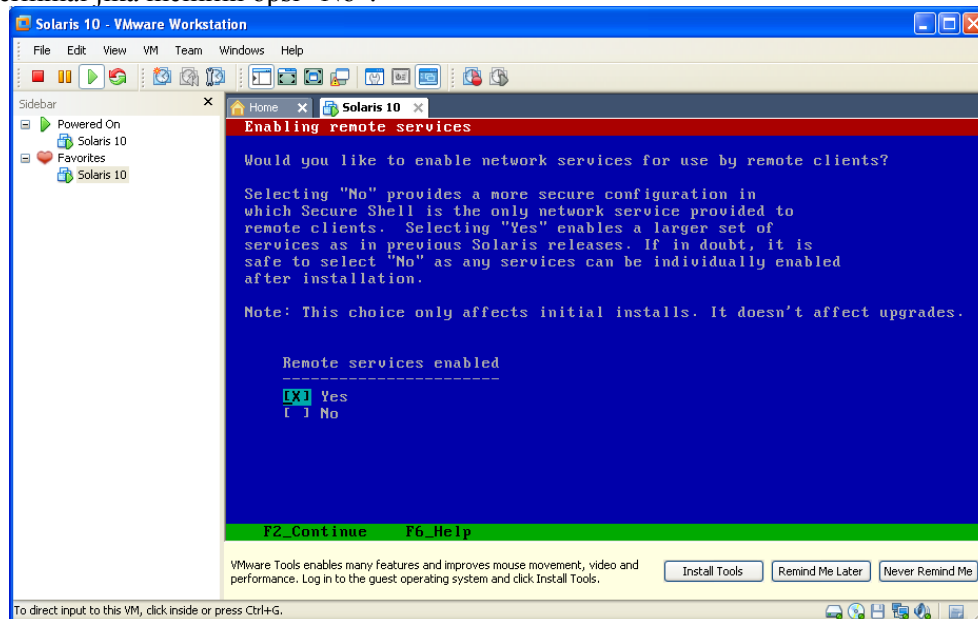 jika memilih opsi "No".
Solaris 10 - VMware Workstation
File Edit View VM Team Windows Help
Sidebar
Powered On
Solaris 10
Favorites
Solaris 10
Home
Solaris 10
Enabling remote services
Would you like to enable network services for use by remote clients?
Selecting "No" provides a more secure configuration in
which Secure Shell is the only network service provided to
remote clients. Selecting "Yes" enables a larger set of
services as in previous Solaris releases. If in doubt, it is
safe to select "No" as any services can be individually enabled
after installation.
Note: This choice only affects initial installs. It doesn't affect upgrades.
Remote services enabled
------------------------
[X] Yes
[ ] No
F2_Continue F6_Help
VMware Tools enables many features and improves mouse movement, video and
performance. Log in to the guest operating system and click Install Tools.
Install Tools
Remind Me Later
Never Remind Me
To direct input to this VM, click inside or press Ctrl+G.